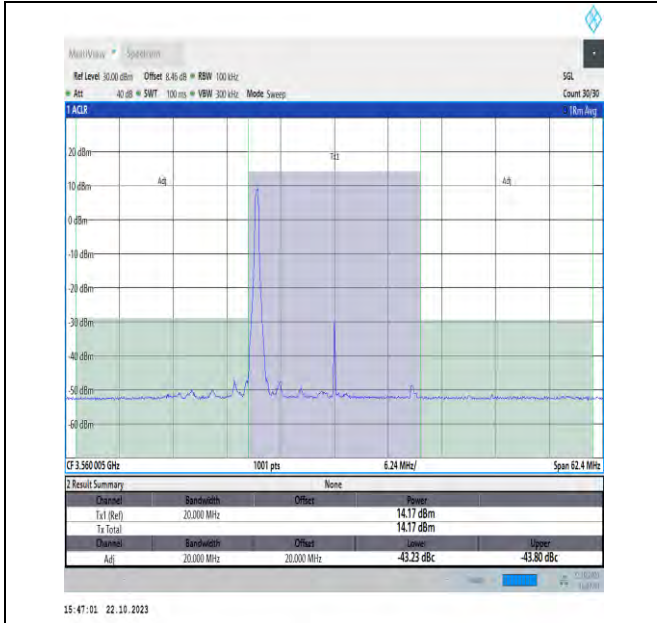 MultiView Spectrum
Ref Level 30.00 dBm Offset 8.46 dB RBW 100 kHz SGL
Att 40 dB SWT 100 ms VBW 300 kHz Mode Sweep Count 30/30
1 ACLR 1Rm Avg
Tx1
20 dBm
Adj Adj
10 dBm
0 dBm
-10 dBm
-20 dBm
-30 dBm
-40 dBm
-50 dBm
-60 dBm
CF 3.560005 GHz 1001 pts 6.24 MHz/ Span 62.4 MHz
2 Result Summary None
Channel Bandwidth Offset Power
Tx1 (Ref) 20.000 MHz 14.17 dBm
Tx Total 14.17 dBm
Channel Bandwidth Offset Lower Upper
Adj 20.000 MHz 20.000 MHz -43.23 dBc -43.80 dBc
15:47:01 22.10.2023